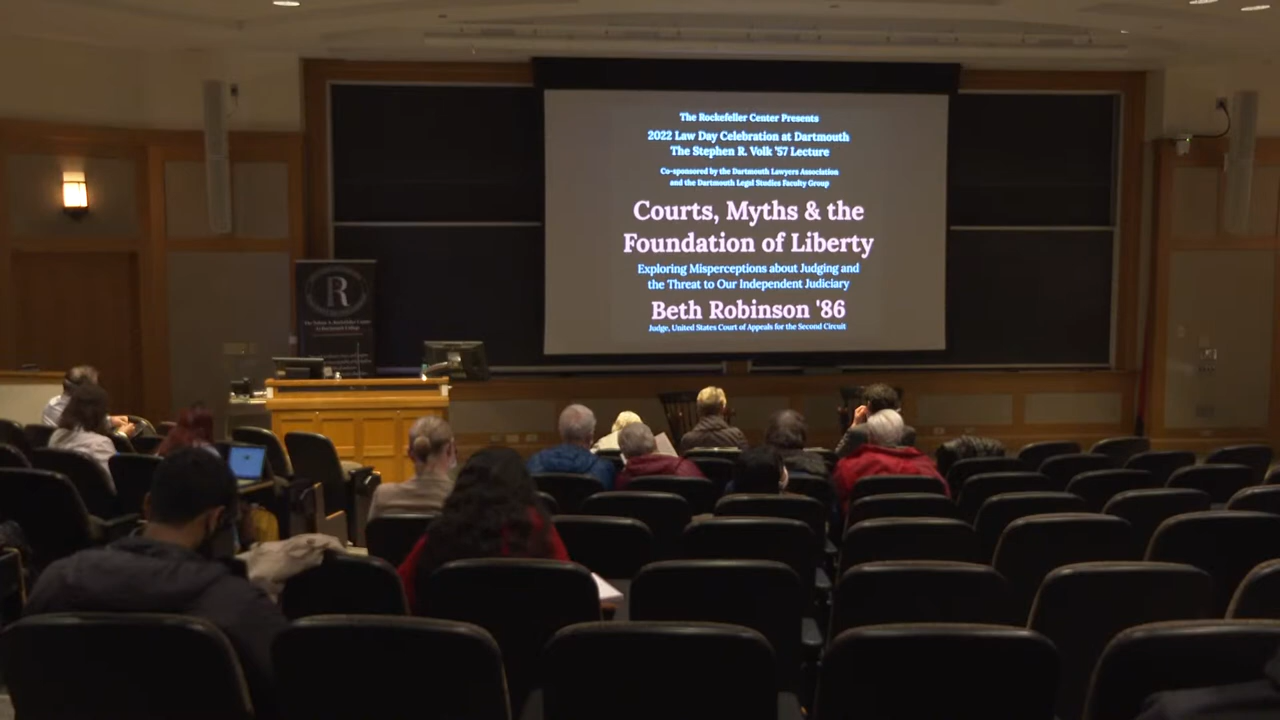 The Rockefeller Center Presents
2022 Law Day Celebration at Dartmouth
The Stephen R. Volk '57 Lecture
Co-sponsored by the Dartmouth Lawyers Association
and the Dartmouth Legal Studies Faculty Group
Courts, Myths & the
Foundation of Liberty
Exploring Misperceptions about Judging and
the Threat to Our Independent Judiciary
Beth Robinson '86
Judge, United States Court of Appeals for the Second Circuit
R